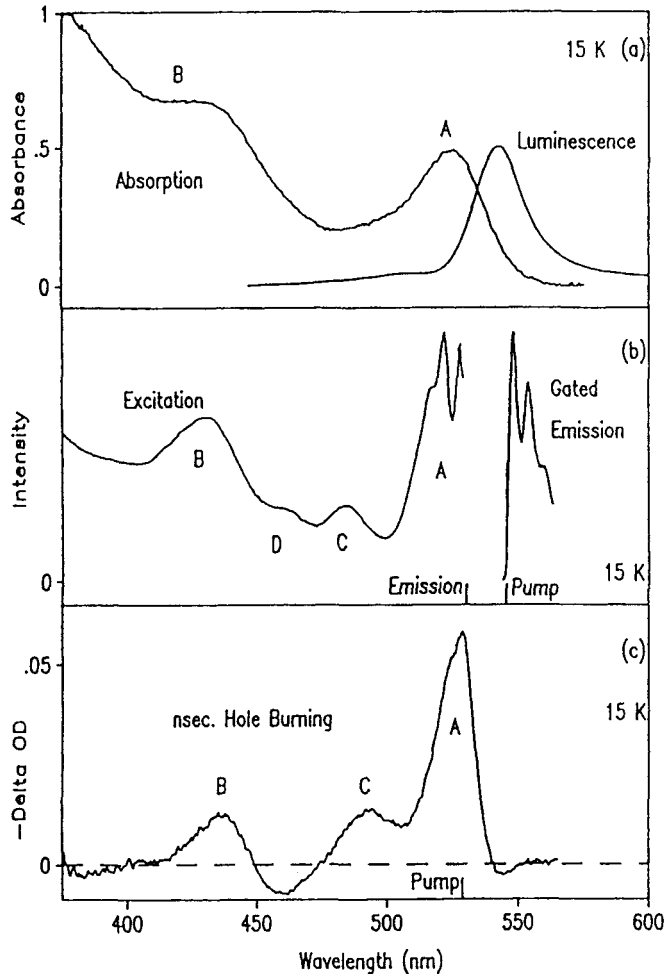 1
15 K (a)
B
A
Luminescence
.5
Absorption
Absorbance
0
(b)
Excitation
Gated
Emission
B
A
D
C
Intensity
15 K
0
Emission
Pump
(c)
.05
15 K
nsec. Hole Burning
A
B
C
−Delta OD
0
Pump
400
450
500
550
600
Wavelength (nm)